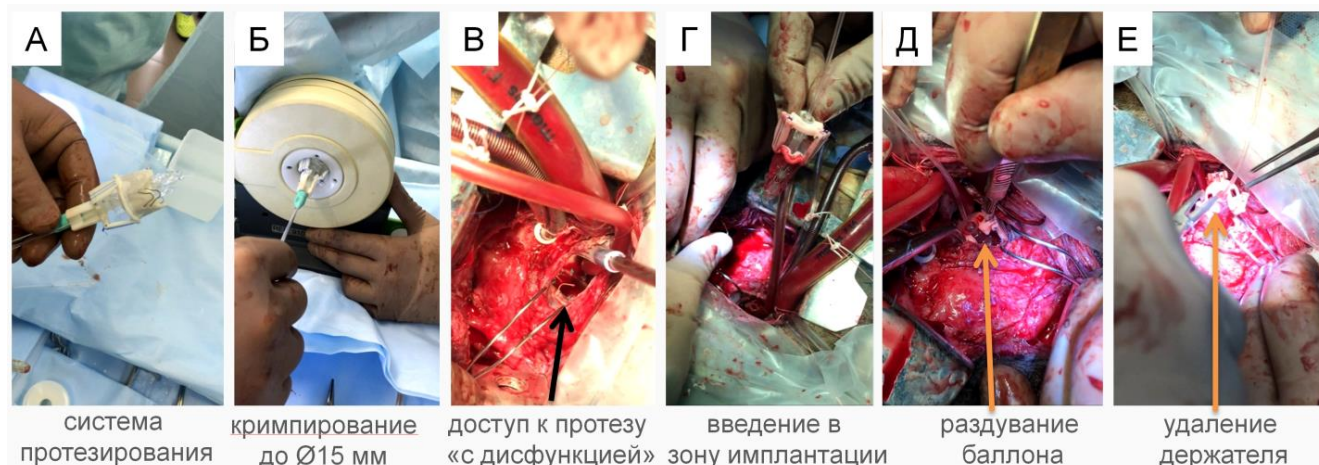 А
Б
В
Г
Д
Е
система
протезирования
кримпирование
до Ø15 мм
доступ к протезу
«с дисфункцией»
введение в
зону имплантации
раздувание
баллона
удаление
держателя